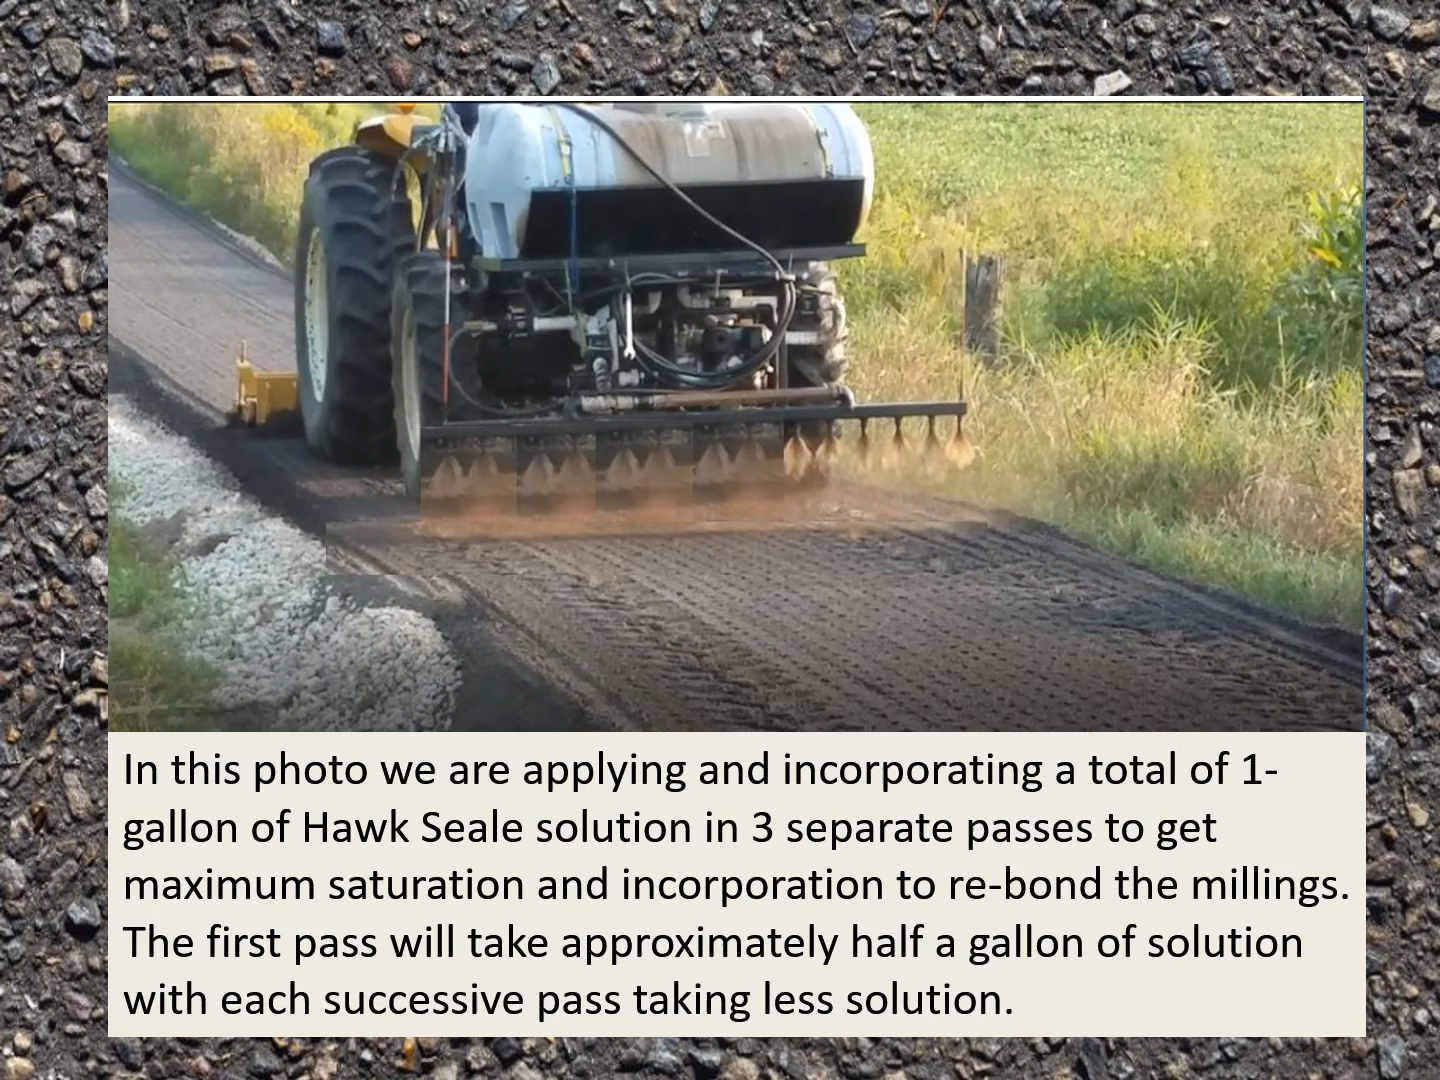 In this photo we are applying and incorporating a total of 1-
gallon of Hawk Seale solution in 3 separate passes to get
maximum saturation and incorporation to re-bond the millings.
The first pass will take approximately half a gallon of solution
with each successive pass taking less solution.